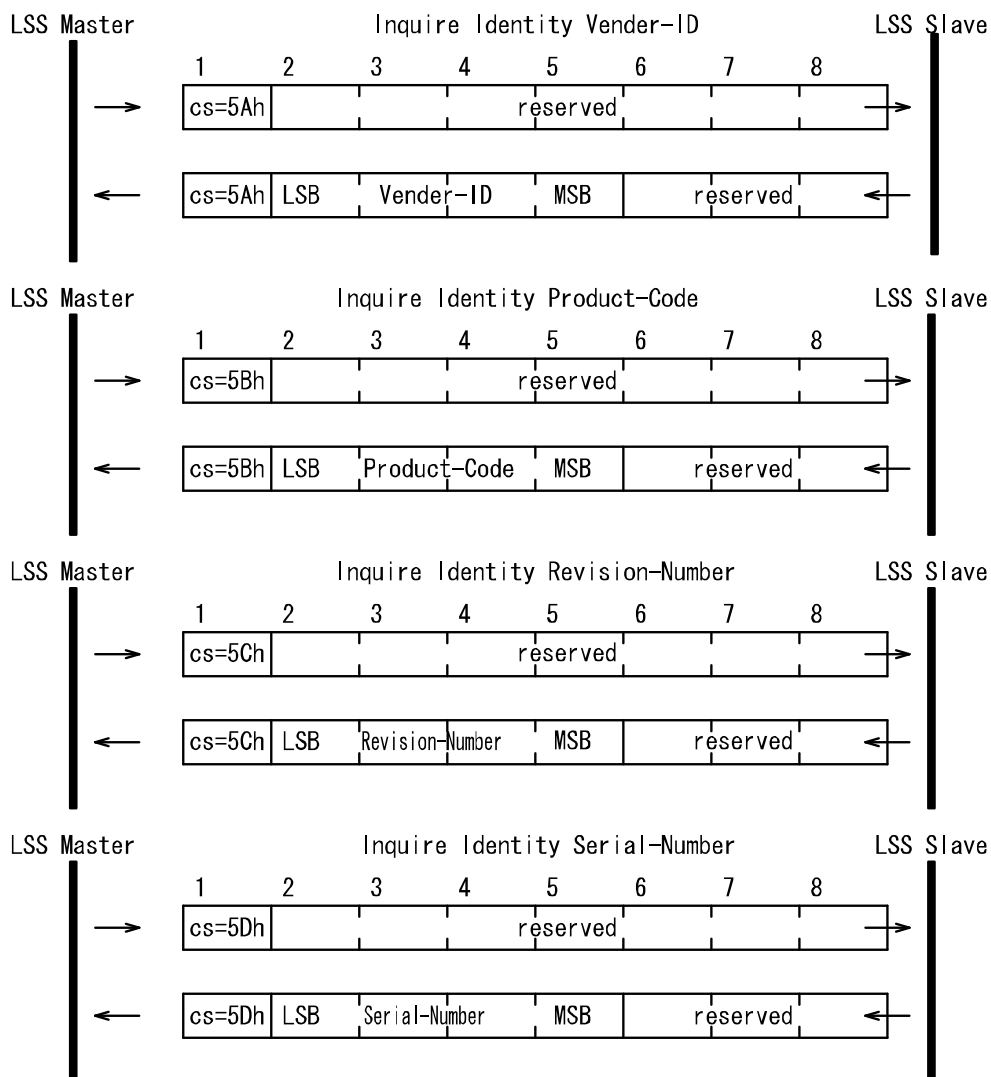 LSS Master Inquire Identity Vender-ID LSS Slave
1 2 3 4 5 6 7 8
cs=5Ah reserved
cs=5Ah LSB Vender-ID MSB reserved
LSS Master Inquire Identity Product-Code LSS Slave
1 2 3 4 5 6 7 8
cs=5Bh reserved
cs=5Bh LSB Product-Code MSB reserved
LSS Master Inquire Identity Revision-Number LSS Slave
1 2 3 4 5 6 7 8
cs=5Ch reserved
cs=5Ch LSB Revision-Number MSB reserved
LSS Master Inquire Identity Serial-Number LSS Slave
1 2 3 4 5 6 7 8
cs=5Dh reserved
cs=5Dh LSB Serial-Number MSB reserved